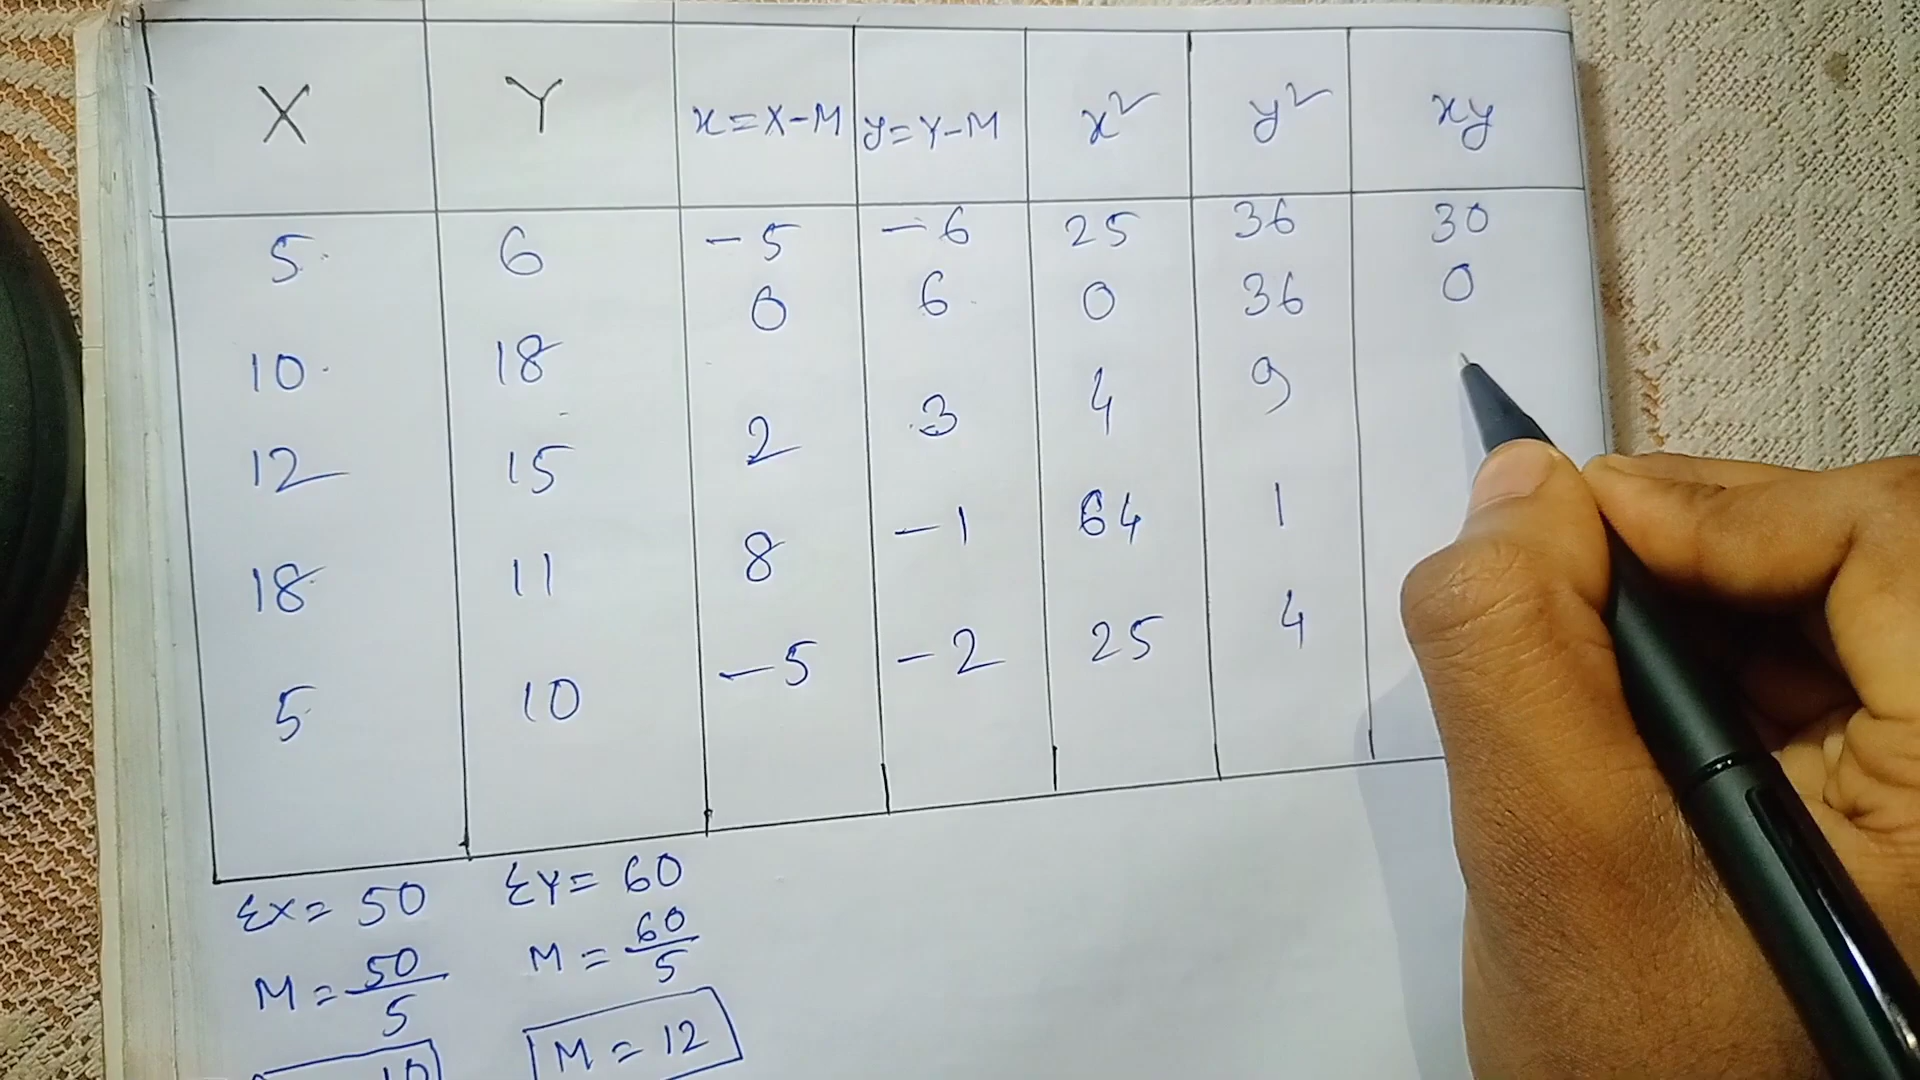 X Y x=X-M y=Y-M x² y² xy
5 6 -5 -6 25 36 30
10 18 0 6 0 36 0
12 15 2 3 4 9
18 11 8 -1 64 1
5 10 -5 -2 25 4
ΣX= 50 ΣY= 60
M = 50/5 M = 60/5
10 M = 12